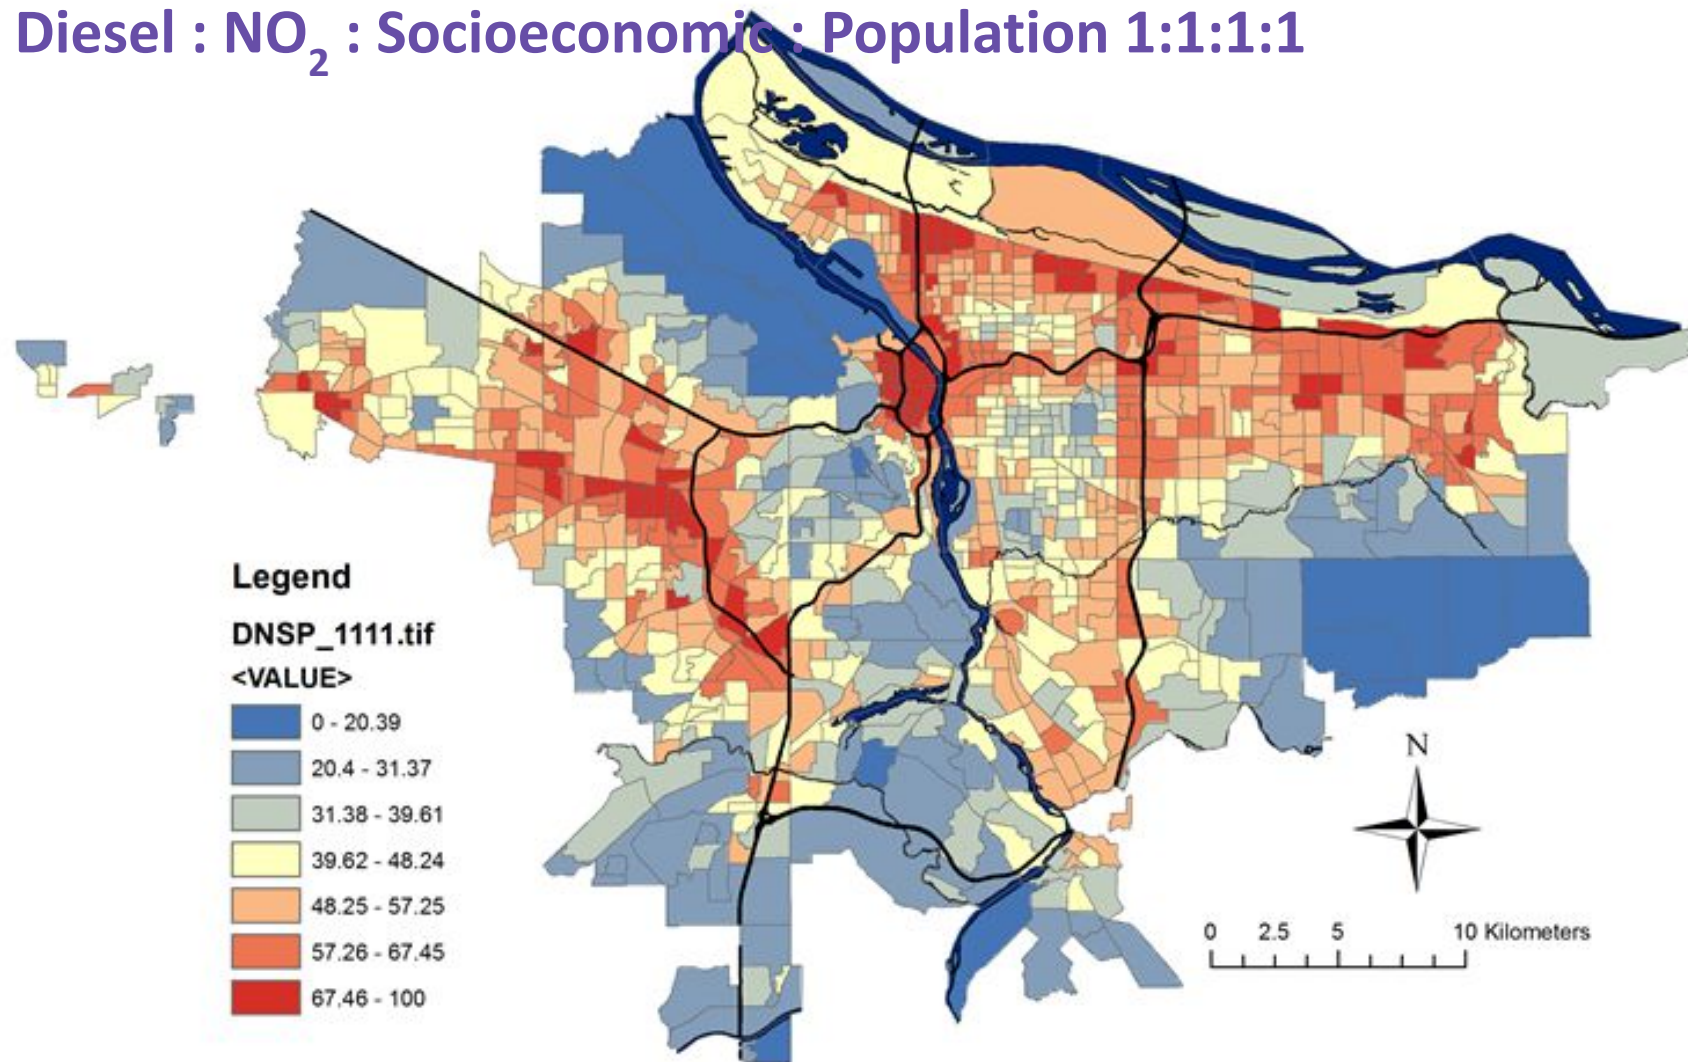 Diesel : NO2 : Socioeconomic : Population 1:1:1:1
Legend
DNSP_1111.tif
<VALUE>
0 - 20.39
20.4 - 31.37
31.38 - 39.61
39.62 - 48.24
48.25 - 57.25
57.26 - 67.45
67.46 - 100
N
0 2.5 5 10 Kilometers